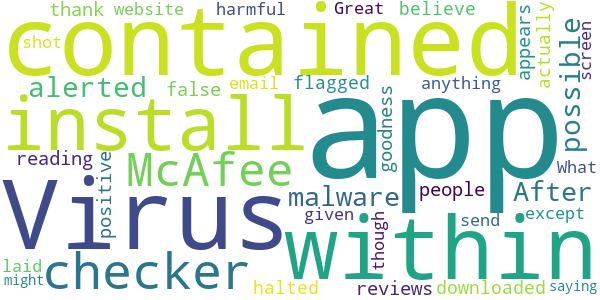 thank website harmful Great believe
contained
shot
appears
actually
possible
screen
alerted false email flagged anything
install app
goodness
reading McAfee malware people What
positive
Virus given though send After
except
checker within
laid
might halted reviews downloaded saying